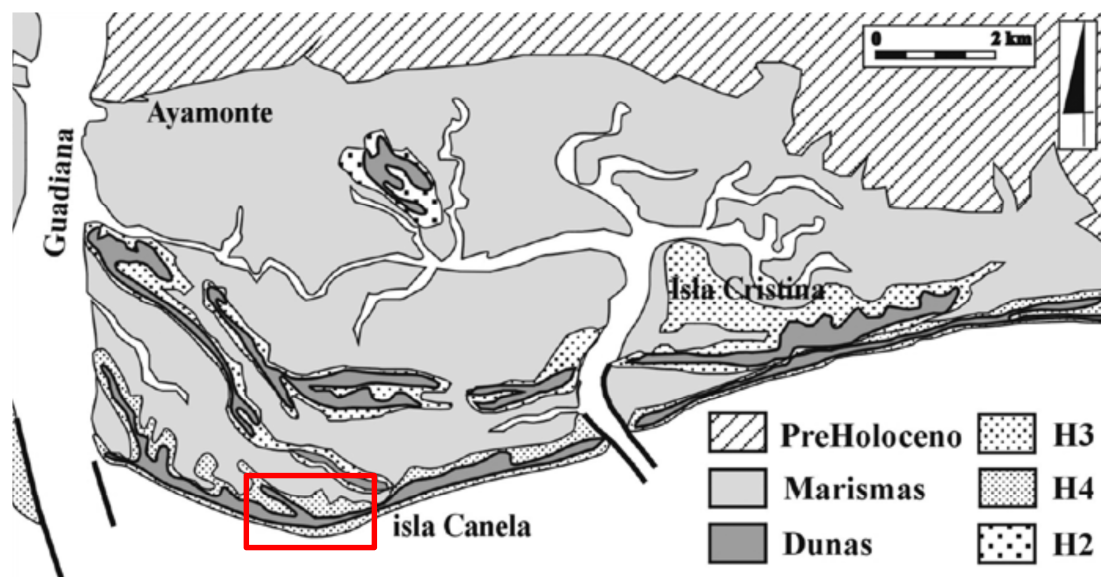 0 2 km
Ayamonte
Guadiana
Isla Cristina
isla Canela
PreHoloceno
Marismas
Dunas
H3
H4
H2